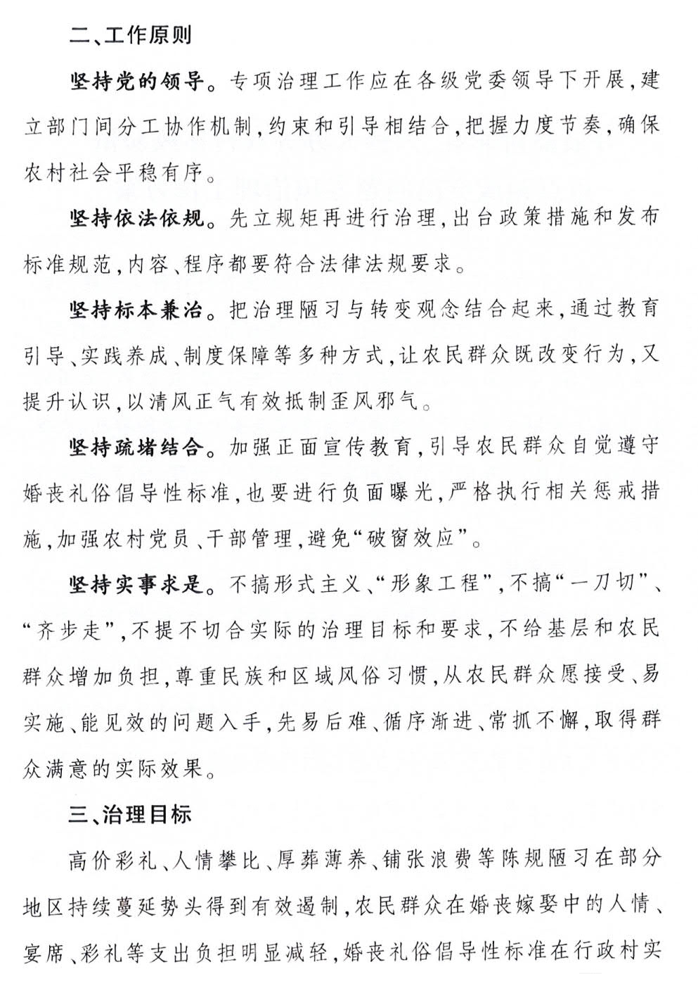 二、工作原则
坚持党的领导。专项治理工作应在各级党委领导下开展,建
立部门间分工协作机制,约束和引导相结合,把握力度节奏,确保
农村社会平稳有序。
坚持依法依规。先立规矩再进行治理,出台政策措施和发布
标准规范,内容、程序都要符合法律法规要求。
坚持标本兼治。把治理陋习与转变观念结合起来,通过教育
引导、实践养成、制度保障等多种方式,让农民群众既改变行为,又
提升认识,以清风正气有效抵制歪风邪气。
坚持疏堵结合。加强正面宣传教育,引导农民群众自觉遵守
婚丧礼俗倡导性标准,也要进行负面曝光,严格执行相关惩戒措
施,加强农村党员、干部管理,避免“破窗效应”。
坚持实事求是。不搞形式主义、“形象工程”,不搞“一刀切”、
“齐步走”,不提不切合实际的治理目标和要求,不给基层和农民
群众增加负担,尊重民族和区域风俗习惯,从农民群众愿接受、易
实施、能见效的问题入手,先易后难、循序渐进、常抓不懈,取得群
众满意的实际效果。
三、治理目标
高价彩礼、人情攀比、厚葬薄养、铺张浪费等陈规陋习在部分
地区持续蔓延势头得到有效遏制,农民群众在婚丧嫁娶中的人情、
宴席、彩礼等支出负担明显减轻,婚丧礼俗倡导性标准在行政村实